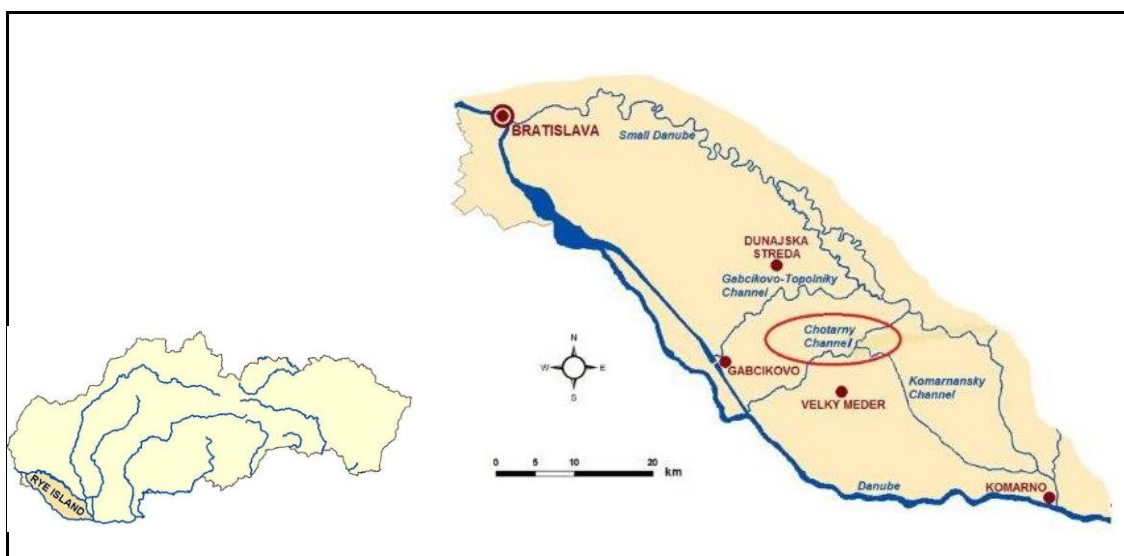 BRATISLAVA
Small Danube
DUNAJSKA
STREDA
Gabcikovo-Topolniky
Channel
Chotarny
Channel
GABCIKOVO
VELKY MEDER
Komarnansky
Channel
Danube
KOMARNO
N
W
E
S
0
5
10
20
km
RYE ISLAND